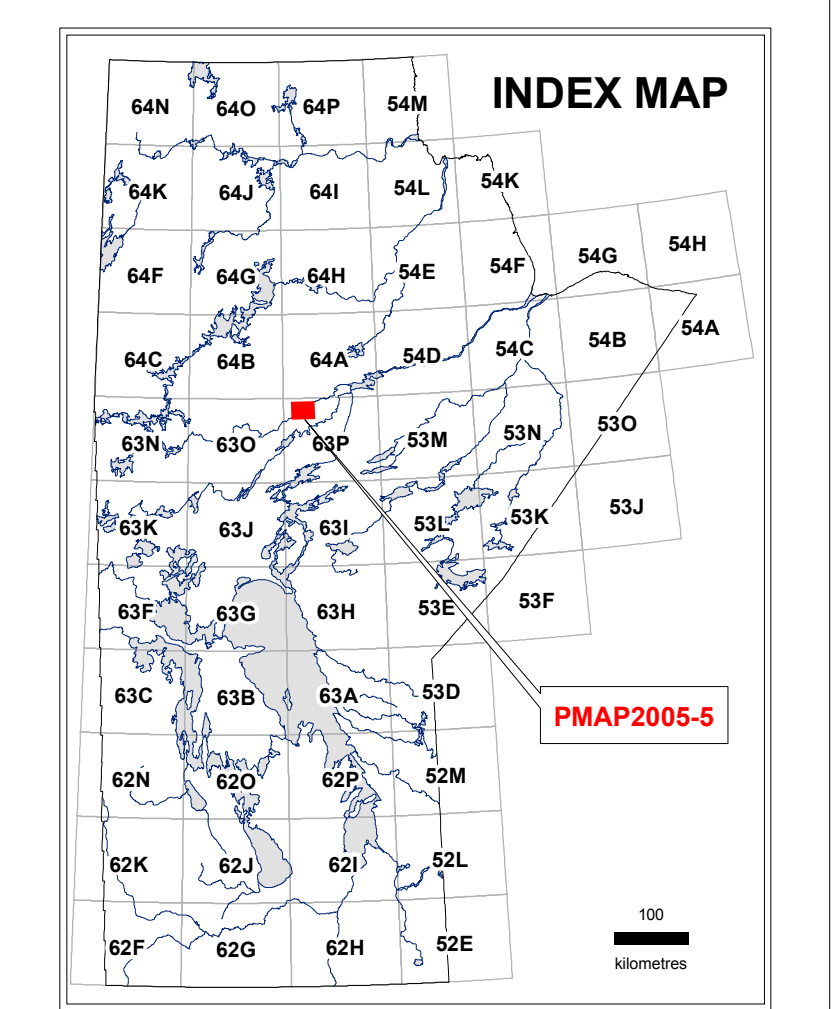 INDEX MAP
64N 64O 64P 54M
64K 64J 64I 54L 54K
64F 64G 64H 54E 54F 54G 54H
64C 64B 64A 54D 54C 54B 54A
63N 63O 63P 53M 53N 53O
63K 63J 63I 53L 53K 53J
63F 63G 63H 53E 53F
63C 63B 63A 53D
PMAP2005-5
62N 62O 62P 52M
62K 62J 62I 52L
62F 62G 62H 52E
100
kilometres